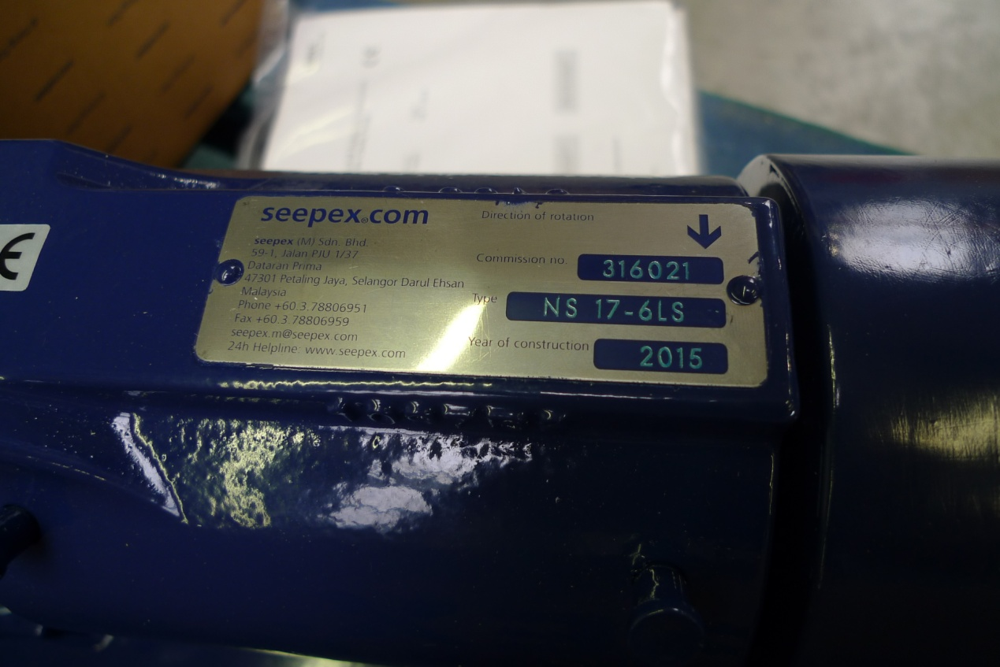 CE
seepex®com
seepex (M) Sdn. Bhd.
59-1, Jalan PJU 1/37
Dataran Prima
47301 Petaling Jaya, Selangor Darul Ehsan
Malaysia
Phone +60.3.78806951
Fax +60.3.78806959
seepex.m@seepex.com
24h Helpline: www.seepex.com
Direction of rotation
Commission no. 316021
Type NS 17-6LS
Year of construction 2015